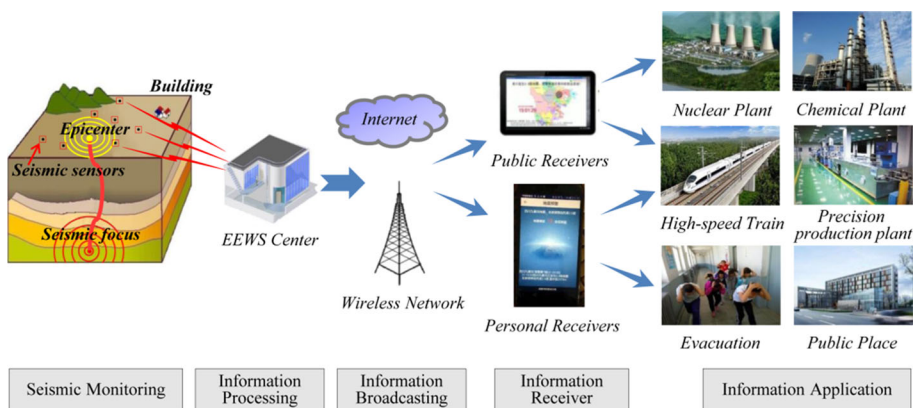 Building
Epicenter
Seismic sensors
Seismic focus
EEWS Center
Internet
Wireless Network
Public Receivers
Personal Receivers
Nuclear Plant
Chemical Plant
High-speed Train
Precision
production plant
Evacuation
Public Place
Seismic Monitoring
Information
Processing
Information
Broadcasting
Information
Receiver
Information Application